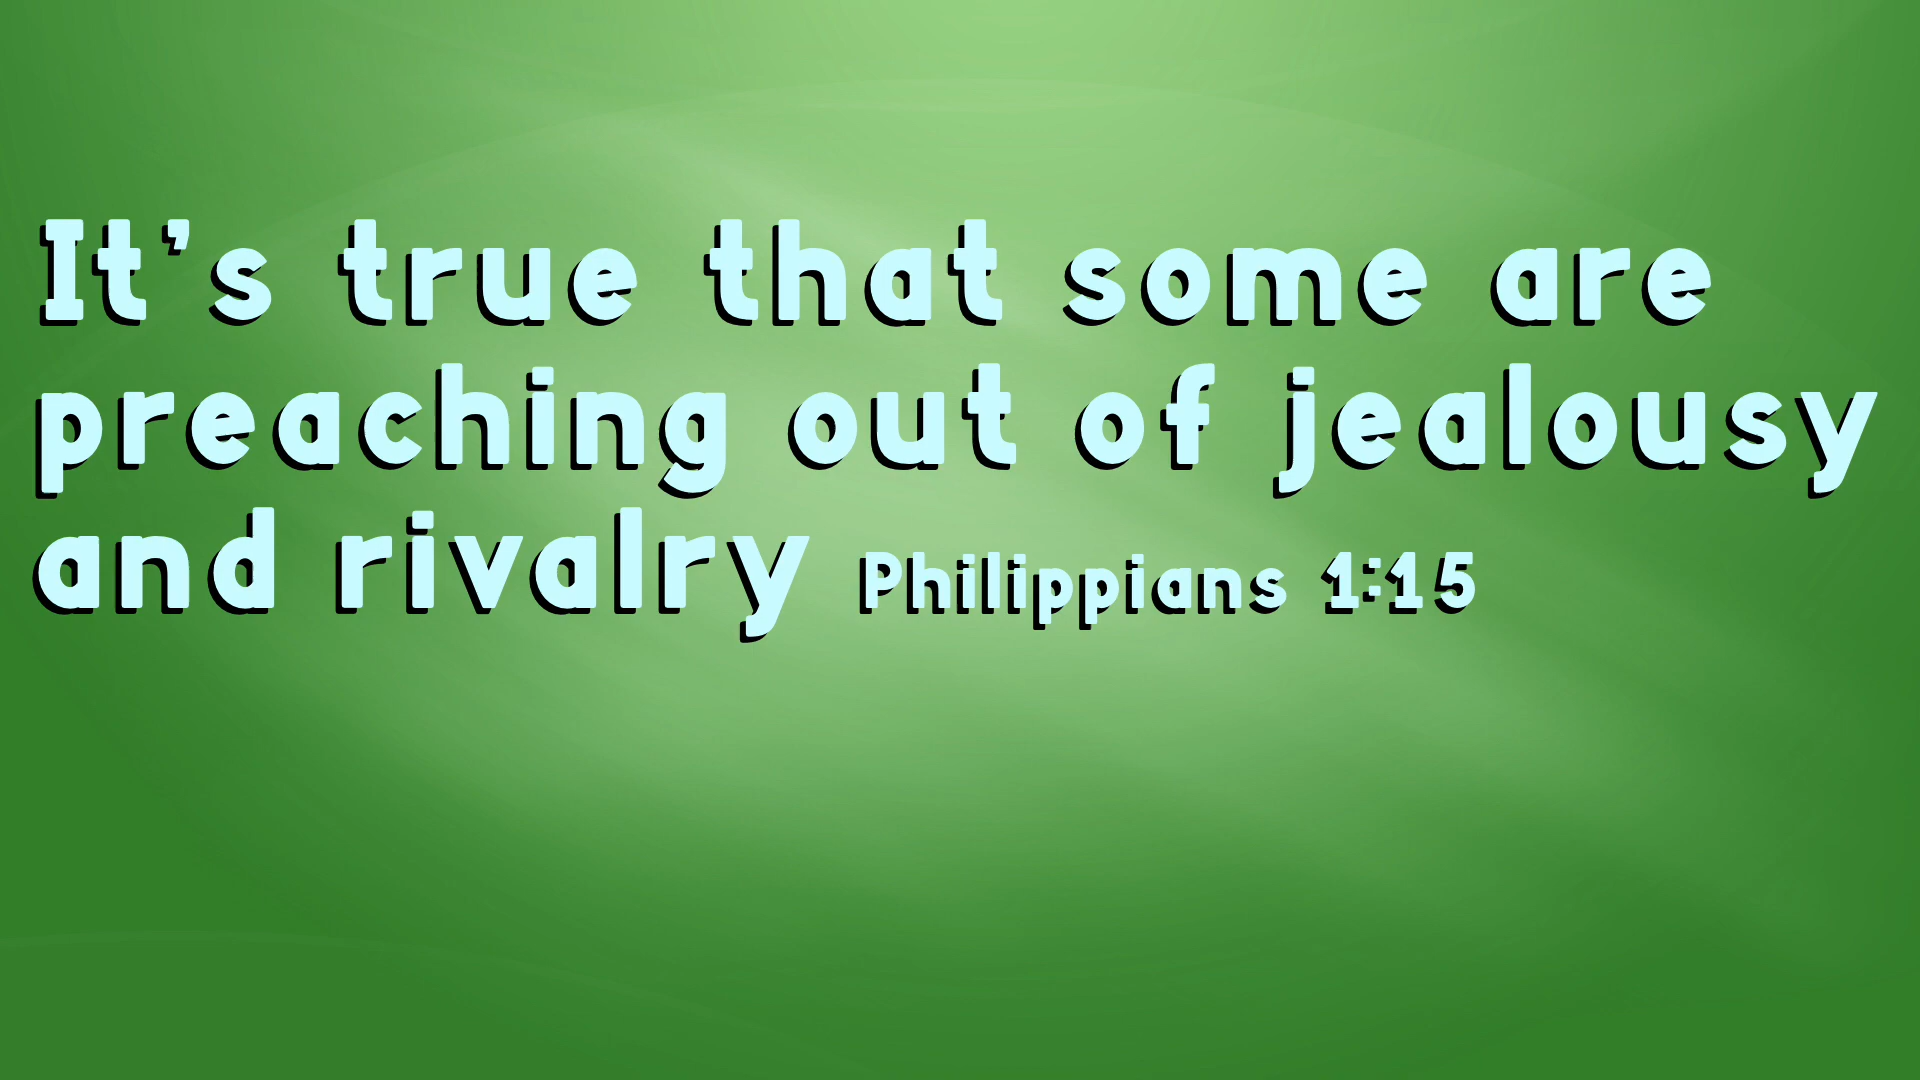 It’s true that some are
preaching out of jealousy
and rivalry Philippians 1:15